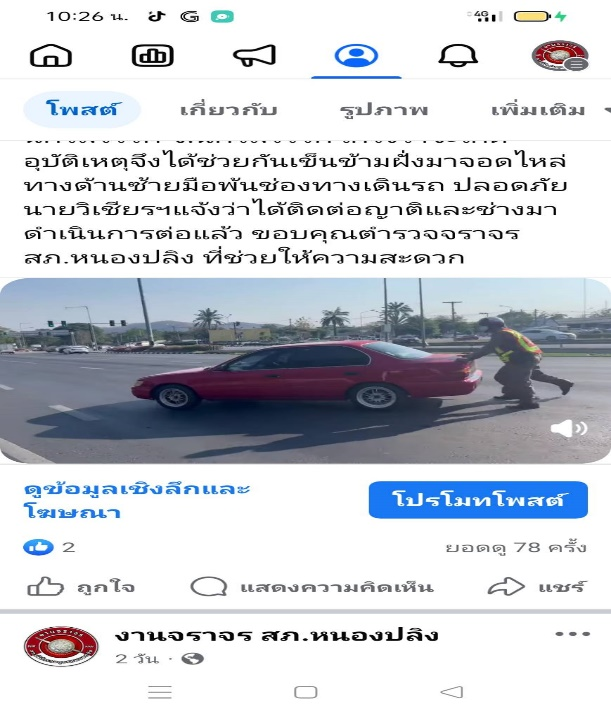 10:26 น.
4G
โพสต์ เกี่ยวกับ รูปภาพ เพิ่มเติม
อุบัติเหตุจึงได้ช่วยกันเข็นข้ามฝั่งมาจอดไหล่
ทางด้านซ้ายมือพ้นช่องทางเดินรถ ปลอดภัย
นายวิเชียรฯแจ้งว่าได้ติดต่อญาติและช่างมา
ดำเนินการต่อแล้ว ขอบคุณตำรวจจราจร
สภ.หนองปลิง ที่ช่วยให้ความสะดวก
ดูข้อมูลเชิงลึกและ
โฆษณา
โปรโมทโพสต์
2 ยอดดู 78 ครั้ง
ถูกใจ แสดงความคิดเห็น แชร์
งานจราจร สภ.หนองปลิง
2 วัน ·